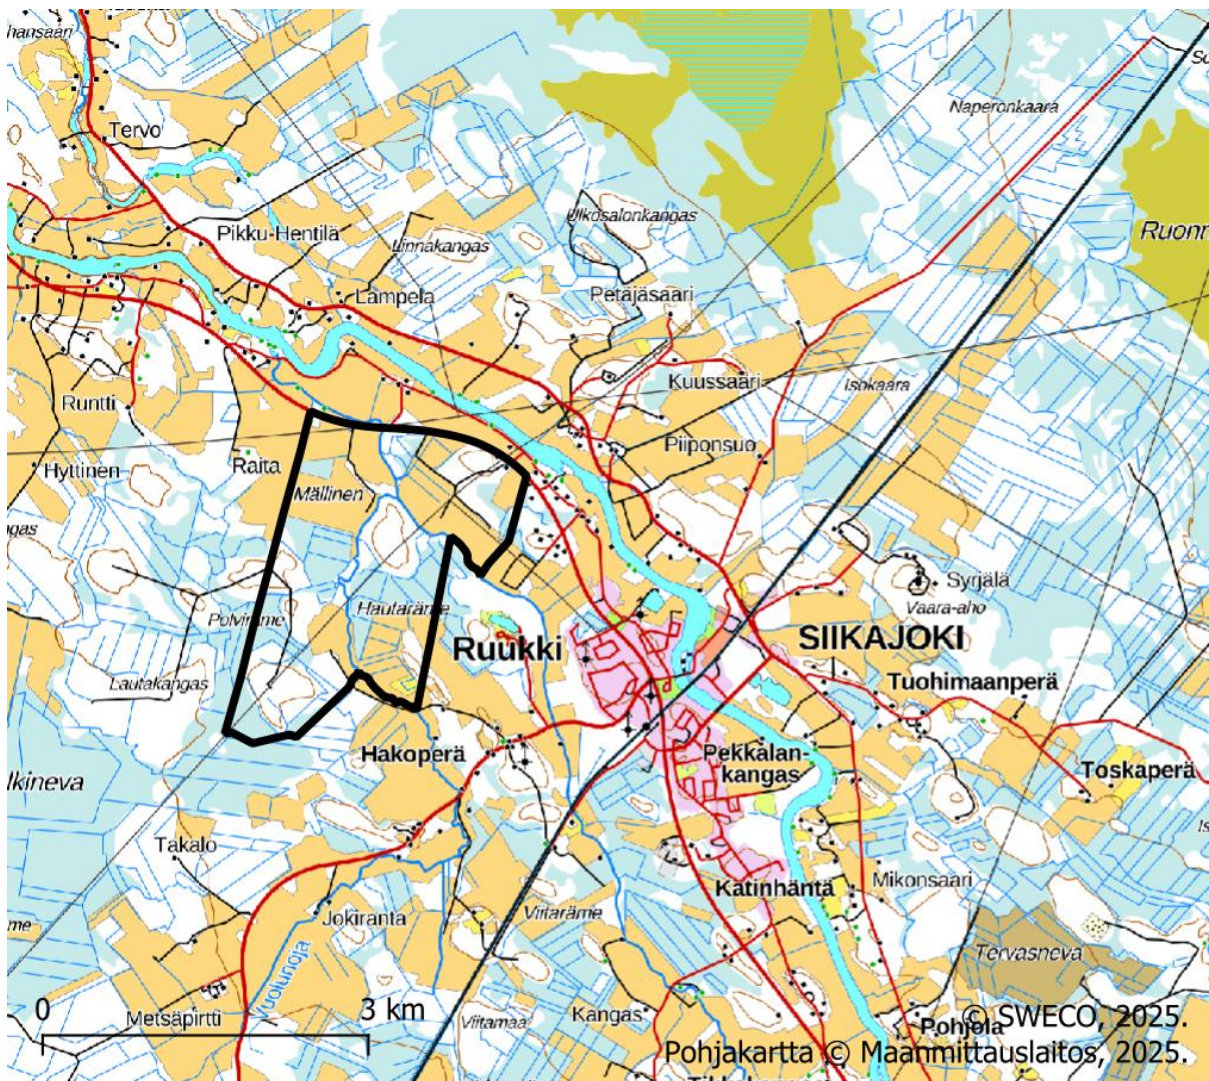 Tervo
Naperonkaara
Ulkosalonkangas
Pikku-Hentilä
Linnakangas
Ruonn
Lampela
Petäjäsaari
Kuussaari
Isokaara
Runtti
Piiponsuo
Hyttinen
Raita
Mällinen
Syrjälä
Vaara-aho
Polviräme
Hautaräme
Ruukki
SIIKAJOKI
Lautakangas
Tuohimaanperä
Hakoperä
Pekkalan-
kangas
Toskaperä
lkineva
Takalo
Katinhäntä
Mikonsaari
Viitaräme
Jokiranta
Tervasneva
Vuolunoja
0
3 km
Metsäpirtti
Viitamaa
Kangas
Pohjola
© SWECO, 2025.
Pohjakartta © Maanmittauslaitos, 2025.